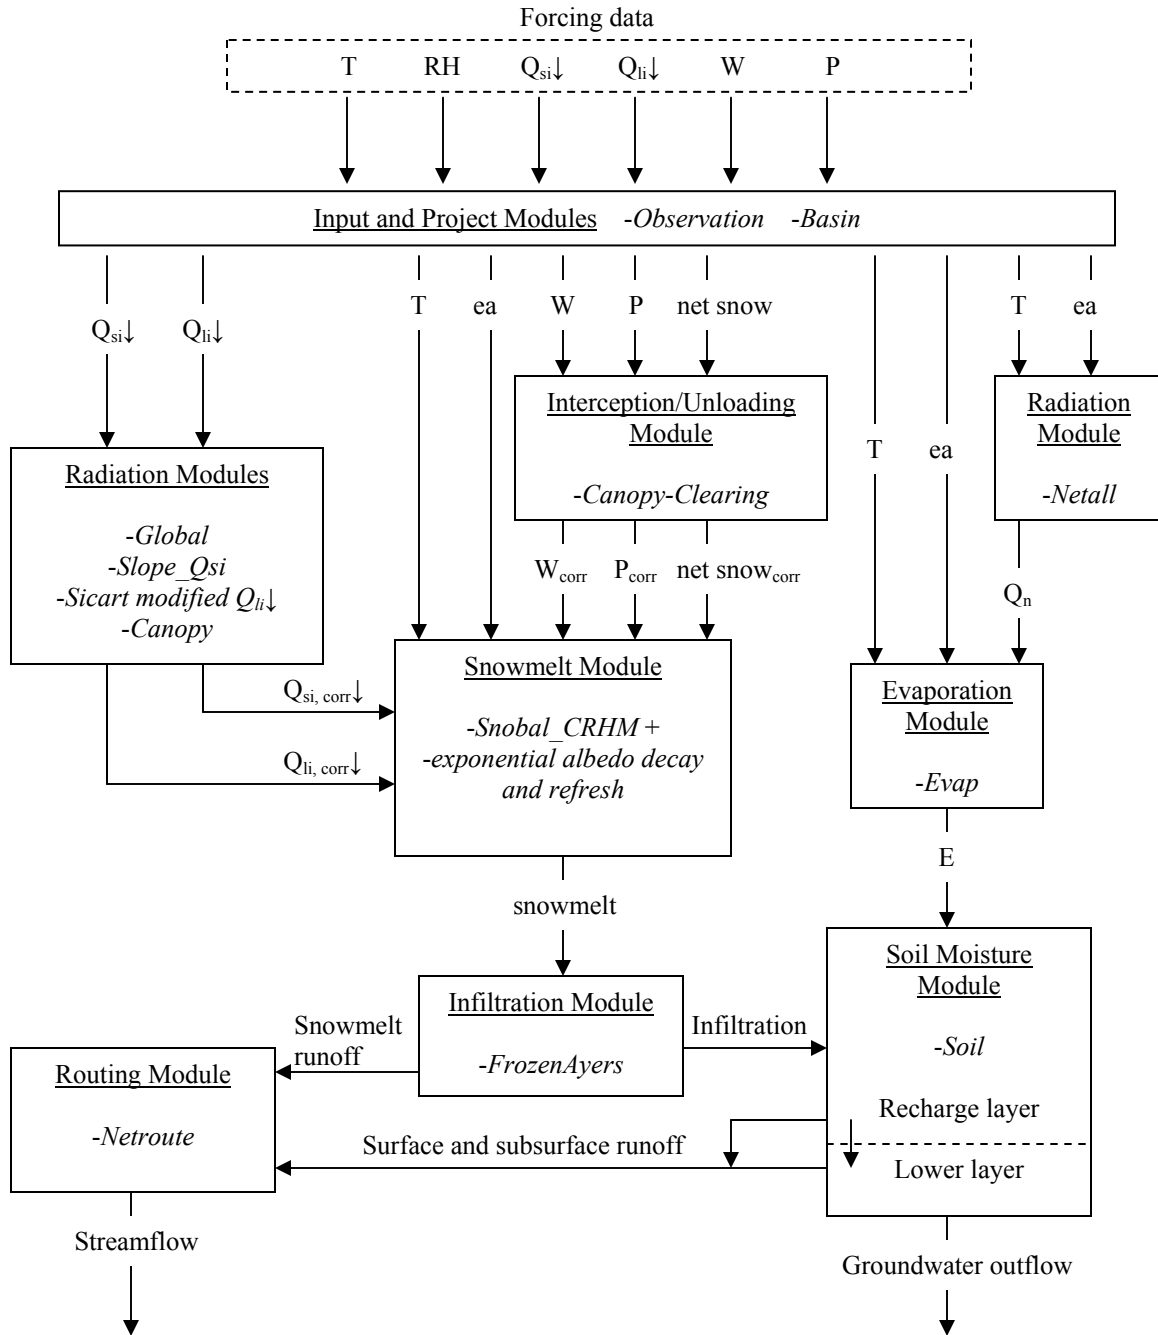 Forcing data
T RH Qsi↓ Qli↓ W P
Input and Project Modules -Observation -Basin
Qsi↓ Qli↓ T ea W P net snow T ea
Interception/Unloading
Module
-Canopy-Clearing
Radiation
Module
-Netall
T ea
Radiation Modules
-Global
-Slope_Qsi
-Sicart modified Qli↓
-Canopy
Wcorr Pcorr net snowcorr
Qn
Qsi, corr↓
Qli, corr↓
Snowmelt Module
-Snobal_CRHM +
-exponential albedo decay
and refresh
Evaporation
Module
-Evap
E
snowmelt
Infiltration Module
-FrozenAyers
Snowmelt
runoff
Infiltration
Soil Moisture
Module
-Soil
Recharge layer
Lower layer
Routing Module
-Netroute
Surface and subsurface runoff
Streamflow
Groundwater outflow